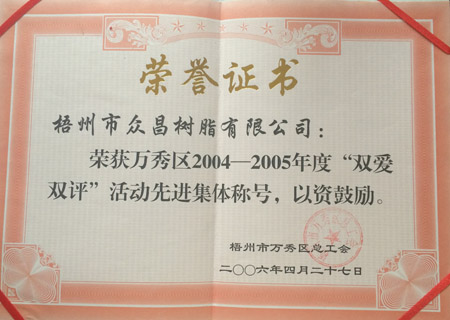 荣誉证书
梧州市众昌树脂有限公司：
荣获万秀区2004—2005年度“双爱
双评”活动先进集体称号，以资鼓励。
梧州市万秀区总工会
二〇〇六年四月二十七日